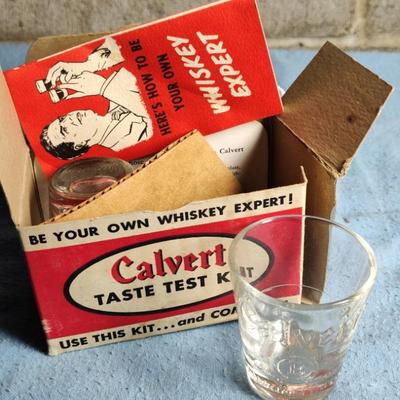 HERE'S HOW TO BE
YOUR OWN
WHISKEY
EXPERT
Calvert
BE YOUR OWN WHISKEY EXPERT!
Calvert
TASTE TEST KIT
USE THIS KIT...and